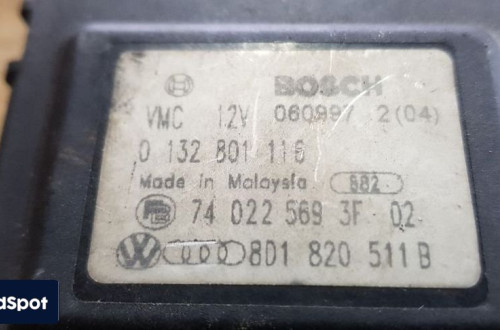 BOSCH
VMC 12V 060997 2(04)
0 132 801 116
Made in Malaysia 882
74 022 569 3F 02
8D1 820 511 B
dSpot